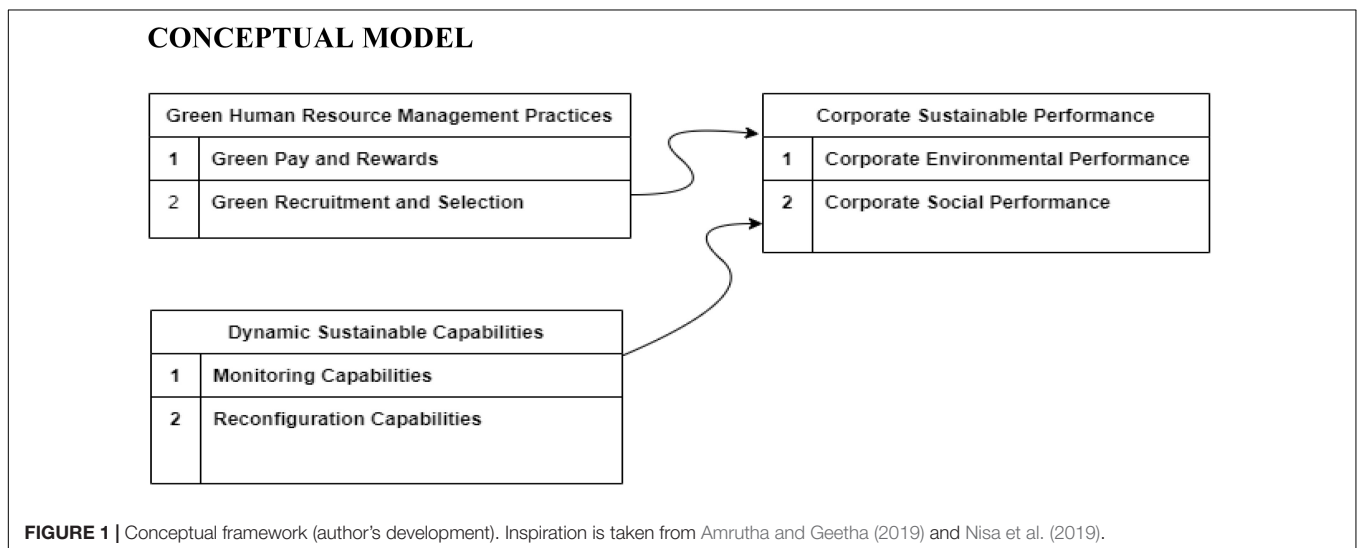 CONCEPTUAL MODEL
Green Human Resource Management Practices
1 Green Pay and Rewards
2 Green Recruitment and Selection
Corporate Sustainable Performance
1 Corporate Environmental Performance
2 Corporate Social Performance
Dynamic Sustainable Capabilities
1 Monitoring Capabilities
2 Reconfiguration Capabilities
FIGURE 1 | Conceptual framework (author's development). Inspiration is taken from Amrutha and Geetha (2019) and Nisa et al. (2019).